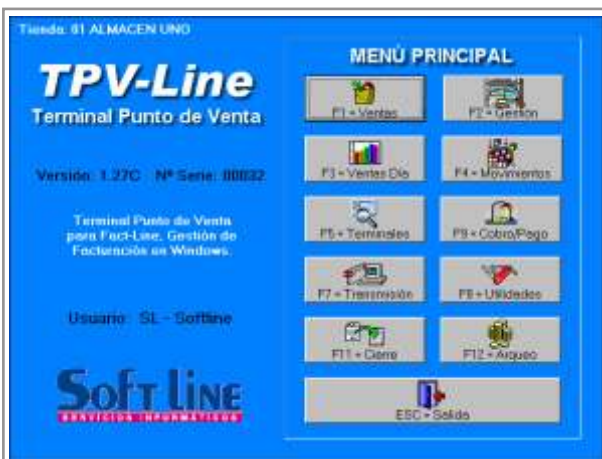 Tienda: 01 ALMACEN UNO
TPV-Line
Terminal Punto de Venta
Versión: 1.27C Nº Serie: 00032
Terminal Punto de Venta
para Fact-Line, Gestión de
Facturación en Windows.
Usuario: SL - Softline
SOFT LINE
SERVICIOS INFORMATICOS
MENÚ PRINCIPAL
F1 = Ventas
F2 = Gestión
F3 = Ventas Día
F4 = Movimientos
F5 = Terminales
F9 = Cobro/Pago
F7 = Transmisión
F8 = Utilidades
F11 = Cierre
F12 = Arqueo
ESC = Salida